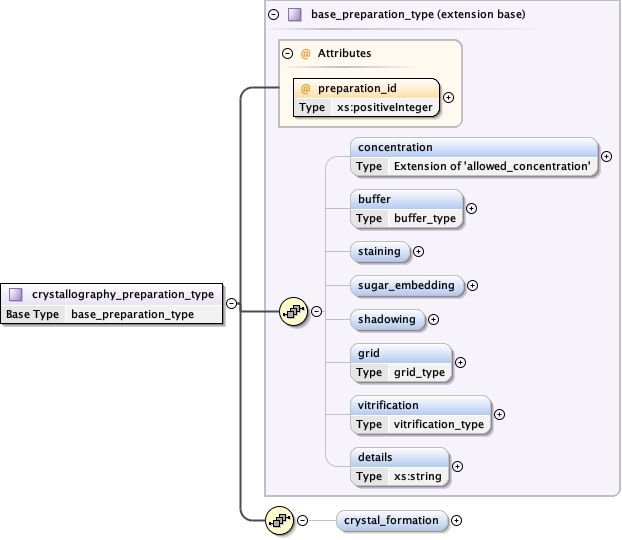 base_preparation_type (extension base)
@ Attributes
@ preparation_id
Type xs:positiveInteger
concentration
Type Extension of 'allowed_concentration'
buffer
Type buffer_type
staining
sugar_embedding
crystallography_preparation_type
Base Type base_preparation_type
shadowing
grid
Type grid_type
vitrification
Type vitrification_type
details
Type xs:string
crystal_formation